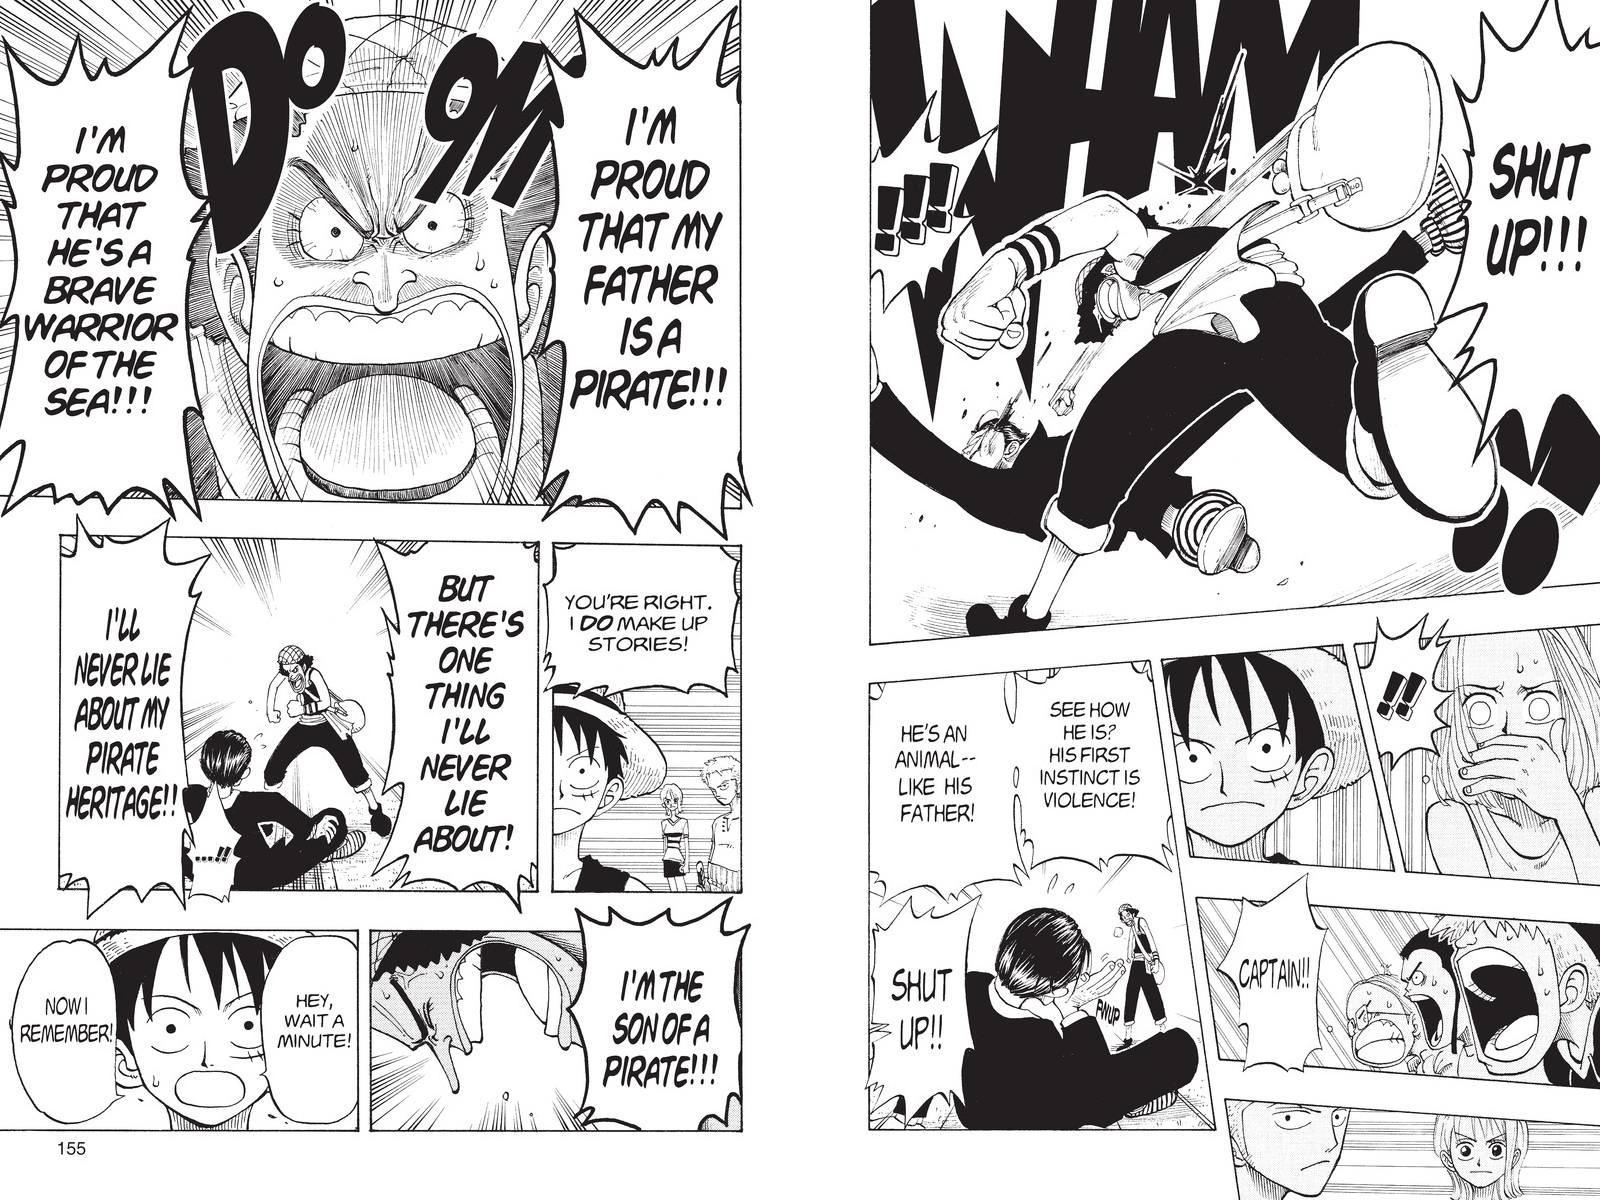 SHUT
UP!!!
WHAM
!!!!
!!
SEE HOW
HE IS?
HIS FIRST
INSTINCT IS
VIOLENCE!
HE'S AN
ANIMAL--
LIKE HIS
FATHER!
CAPTAIN!!
SHUT
UP!!
I'M
PROUD
THAT MY
FATHER
IS A
PIRATE!!!
DOOM
I'M
PROUD
THAT
HE'S A
BRAVE
WARRIOR
OF THE
SEA!!!
YOU'RE RIGHT.
I DO MAKE UP
STORIES!
BUT
THERE'S
ONE
THING
I'LL
NEVER
LIE
ABOUT!
I'LL
NEVER LIE
ABOUT MY
PIRATE
HERITAGE!!
....!!
I'M THE
SON OF A
PIRATE!!!
HEY,
WAIT A
MINUTE!
NOW I
REMEMBER!
155